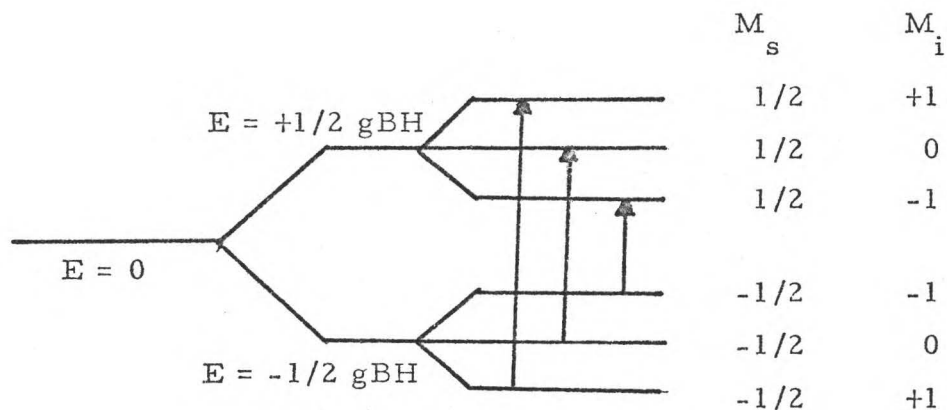 M_s M_i
1/2 +1
E = +1/2 gBH
1/2 0
1/2 -1
E = 0
-1/2 -1
-1/2 0
E = -1/2 gBH
-1/2 +1